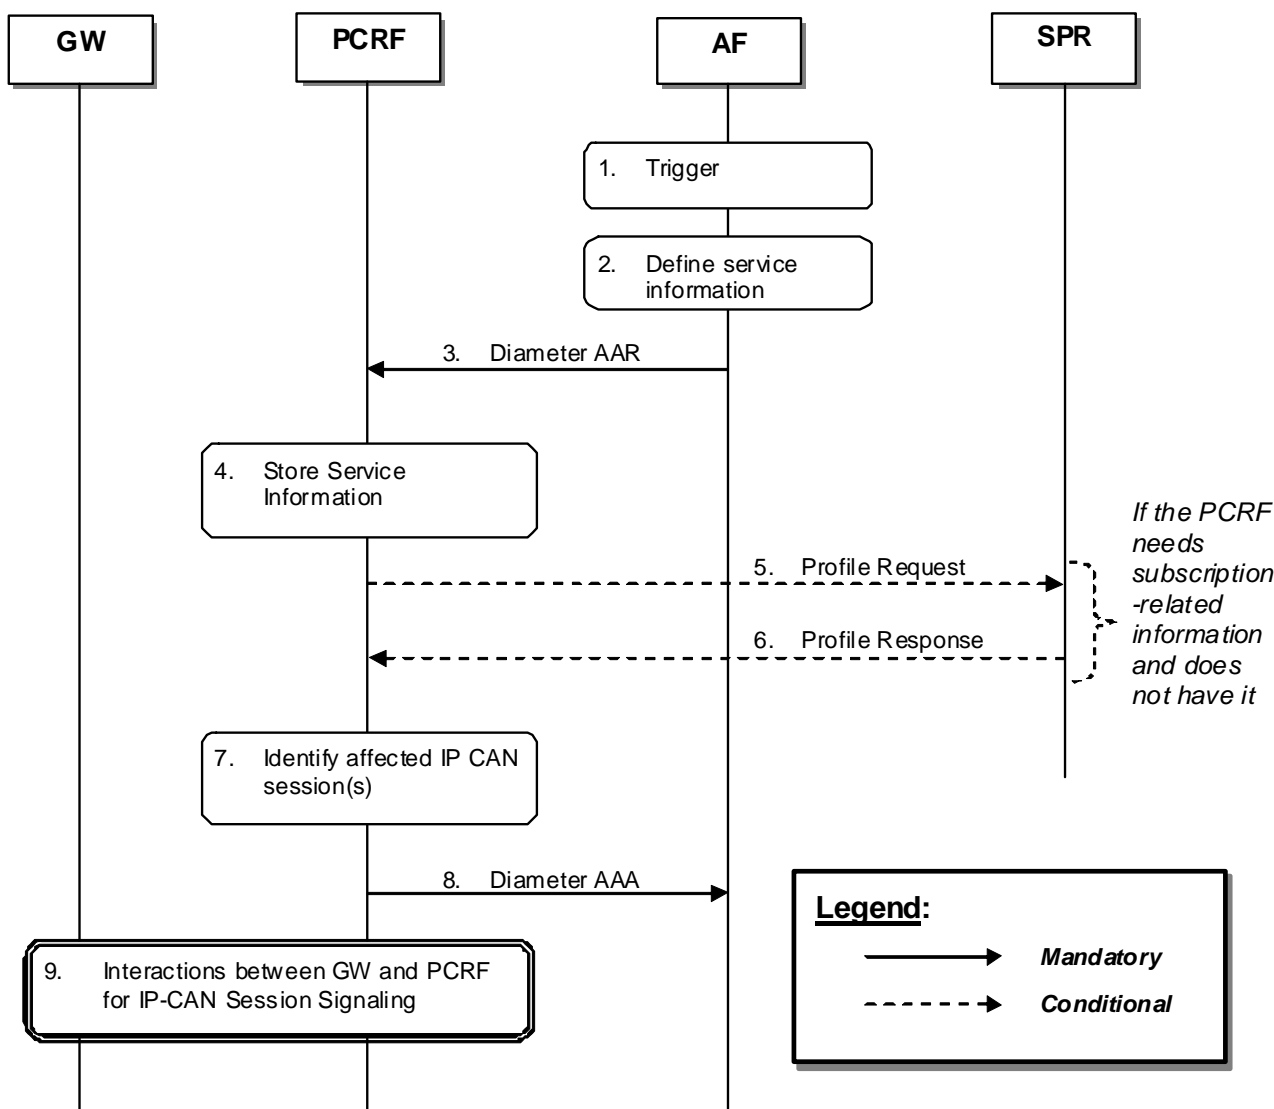 GW
PCRF
AF
SPR
1. Trigger
2. Define service
information
3. Diameter AAR
4. Store Service
Information
5. Profile Request
6. Profile Response
If the PCRF
needs
subscription
-related
information
and does
not have it
7. Identify affected IP CAN
session(s)
8. Diameter AAA
9. Interactions between GW and PCRF
for IP-CAN Session Signaling
Legend:
Mandatory
Conditional